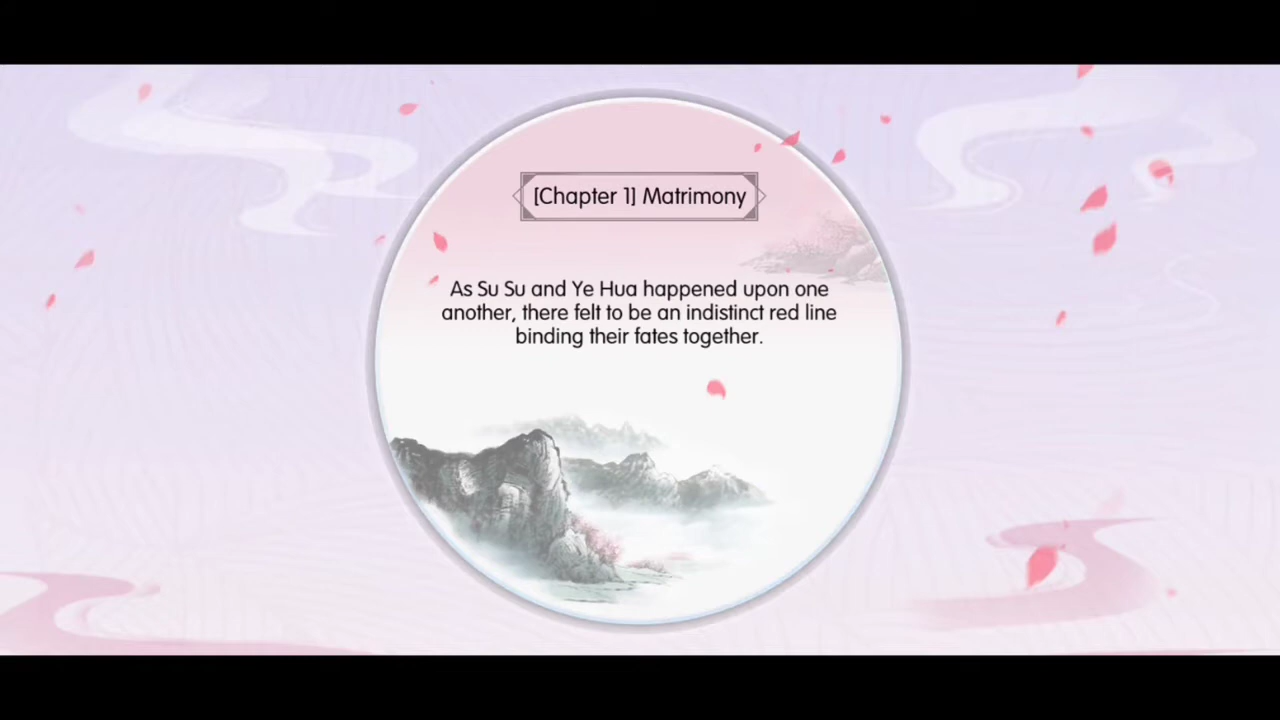 [Chapter 1] Matrimony
As Su Su and Ye Hua happened upon one
another, there felt to be an indistinct red line
binding their fates together.